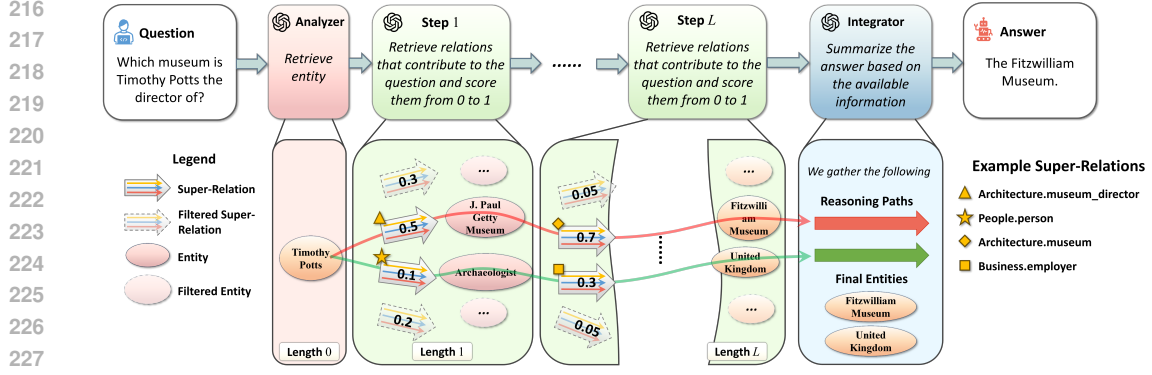 216
217
218
219
220
221
222
223
224
225
226
227
Question
Which museum is
Timothy Potts the
director of?
Analyzer
Retrieve
entity
Step 1
Retrieve relations
that contribute to the
question and score
them from 0 to 1
......
Step L
Retrieve relations
that contribute to the
question and score
them from 0 to 1
Integrator
Summarize the
answer based on
the available
information
Answer
The Fitzwilliam
Museum.
Legend
Super-Relation
Filtered Super-
Relation
Entity
Filtered Entity
Timothy
Potts
Length 0
0.3
0.5
0.1
0.2
...
J. Paul
Getty
Museum
Archaeologist
...
Length 1
0.05
0.7
0.3
0.05
...
Fitzwilli
am
Museum
United
Kingdom
...
Length L
We gather the following
Reasoning Paths
Final Entities
Fitzwilliam
Museum
United
Kingdom
Example Super-Relations
Architecture.museum_director
People.person
Architecture.museum
Business.employer